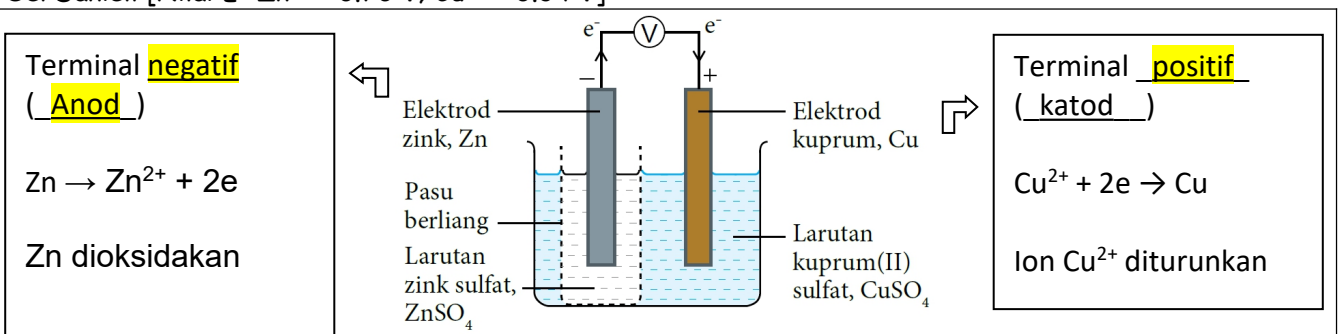 Terminal negatif
(_Anod_)
Zn → Zn²⁺ + 2e
Zn dioksidakan
e⁻
V
e⁻
–
+
Elektrod
zink, Zn
Pasu
berliang
Larutan
zink sulfat,
ZnSO₄
Elektrod
kuprum, Cu
Larutan
kuprum(II)
sulfat, CuSO₄
Terminal _positif_
(_katod__)
Cu²⁺ + 2e → Cu
Ion Cu²⁺ diturunkan